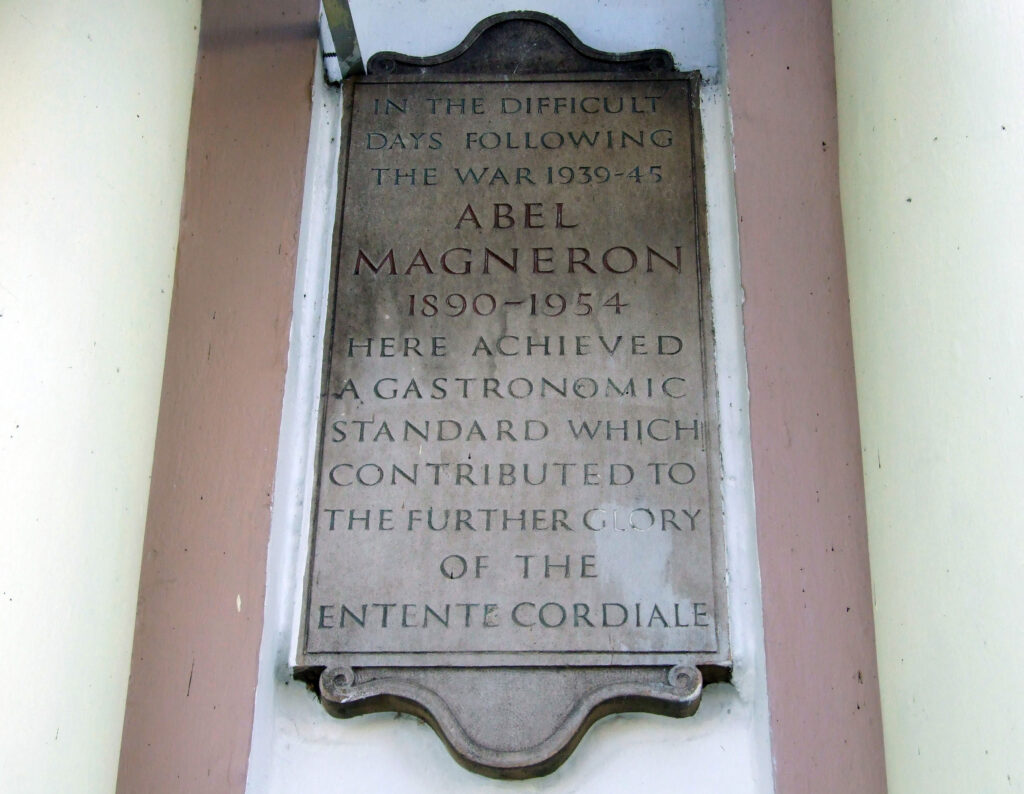 IN THE DIFFICULT
DAYS FOLLOWING
THE WAR 1939-45
ABEL
MAGNERON
1890-1954
HERE ACHIEVED
A GASTRONOMIC
STANDARD WHICH
CONTRIBUTED TO
THE FURTHER GLORY
OF THE
ENTENTE CORDIALE